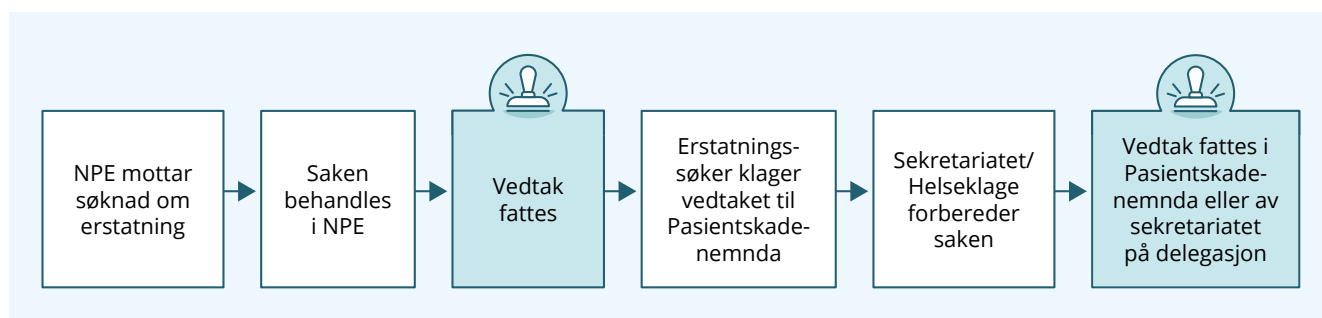 NPE mottar
søknad om
erstatning
Saken
behandles
i NPE
Vedtak
fattes
Erstatnings-
søker klager
vedtaket til
Pasientskade-
nemnda
Sekretariatet/
Helseklage
forbereder
saken
Vedtak fattes i
Pasientskade-
nemnda eller av
sekretariatet
på delegasjon